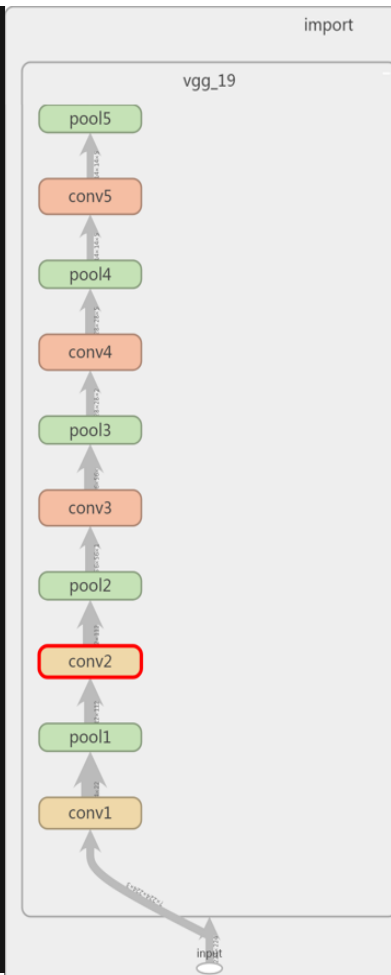 import
vgg_19
pool5
conv5
pool4
conv4
pool3
conv3
pool2
conv2
pool1
conv1
input